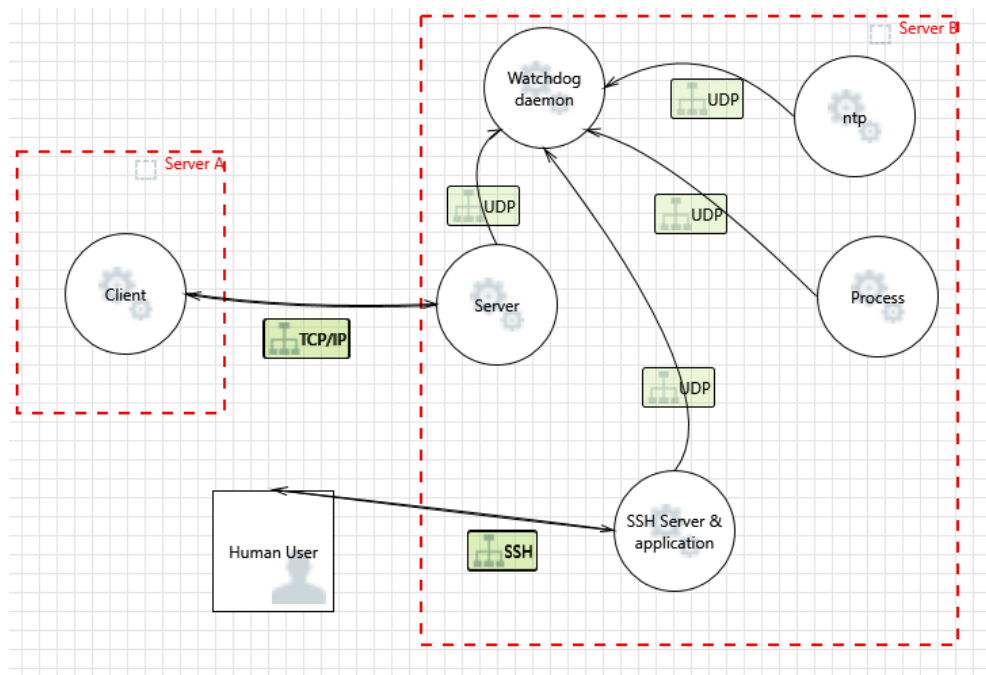 Server B
Watchdog
daemon
UDP
ntp
Server A
UDP
UDP
Client
Server
Process
TCP/IP
UDP
Human User
SSH
SSH Server &
application